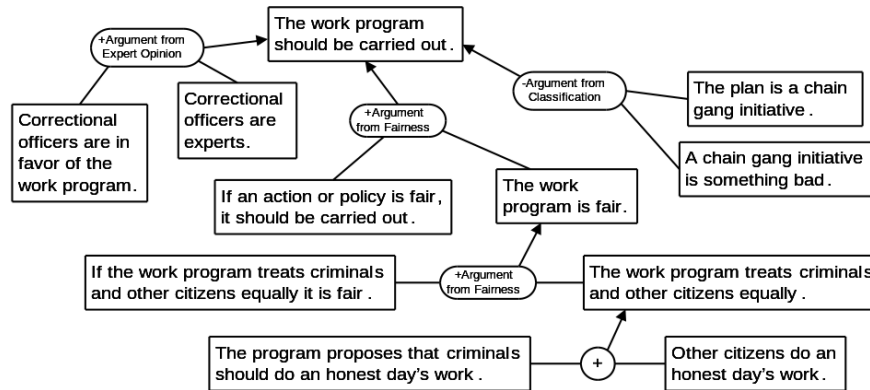 +Argument from
Expert Opinion
The work program
should be carried out.
-Argument from
Classification
The plan is a chain
gang initiative.
Correctional
officers are in
favor of the
work program.
Correctional
officers are
experts.
+Argument
from Fairness
A chain gang initiative
is something bad.
If an action or policy is fair,
it should be carried out.
The work
program is fair.
If the work program treats criminals
and other citizens equally it is fair.
+Argument
from Fairness
The work program treats criminals
and other citizens equally.
The program proposes that criminals
should do an honest day's work.
+
Other citizens do an
honest day's work.